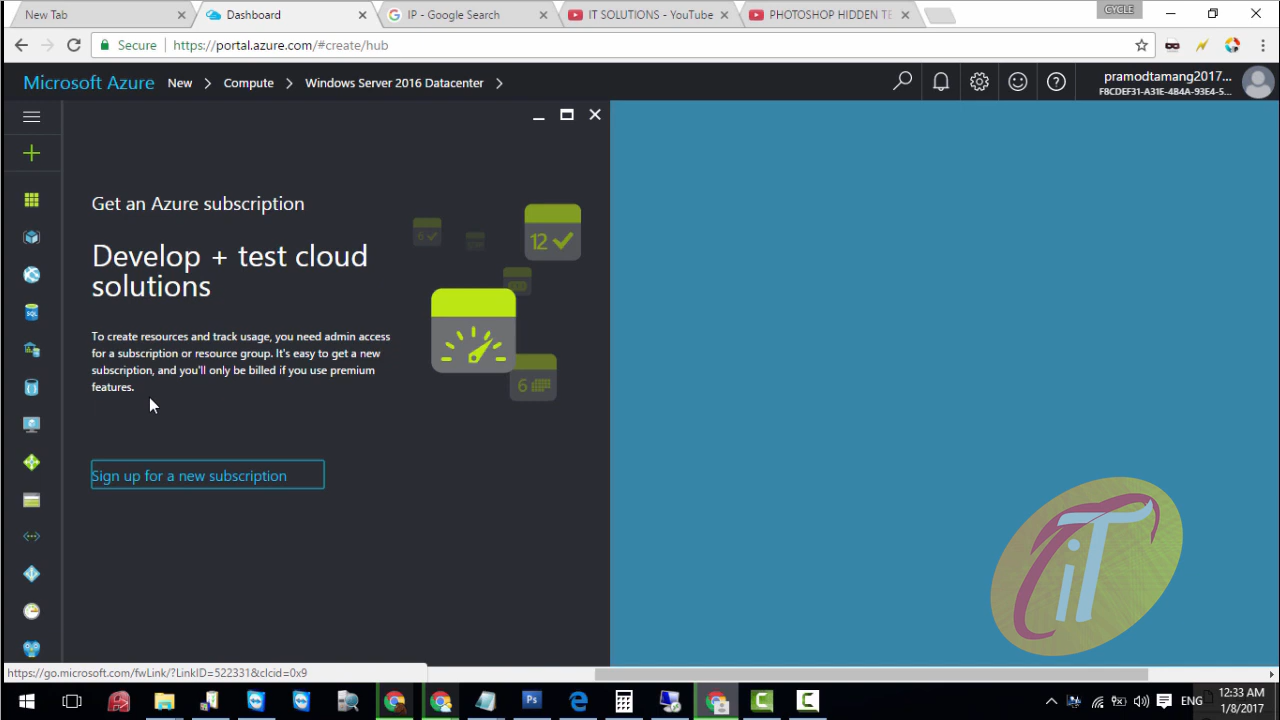 New Tab
Dashboard
IP - Google Search
IT SOLUTIONS - YouTube
PHOTOSHOP HIDDEN TE
CYCLE
Secure
https://portal.azure.com/#create/hub
Microsoft Azure New > Compute > Windows Server 2016 Datacenter >
pramodtamang2017...
F8CDEF31-A31E-4B4A-93E4-5...
Get an Azure subscription
12
6
Develop + test cloud
solutions
To create resources and track usage, you need admin access
for a subscription or resource group. It's easy to get a new
subscription, and you'll only be billed if you use premium
features.
6
Sign up for a new subscription
SQL
iT
https://go.microsoft.com/fwLink/?LinkID=522331&clcid=0x9
Ps
ENG
12:33 AM
1/8/2017